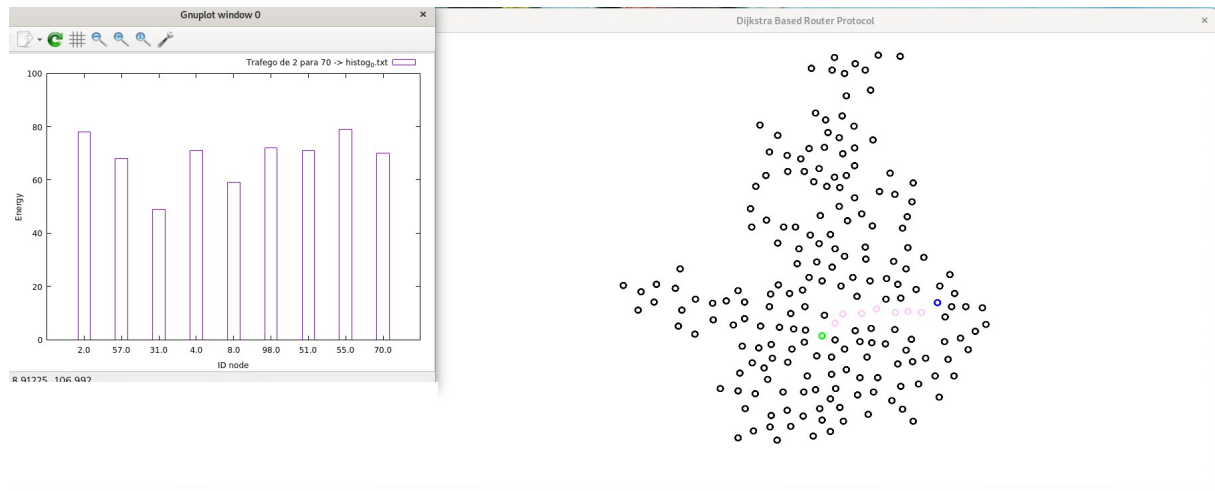 Gnuplot window 0
×
Dijkstra Based Router Protocol
×
Trafego de 2 para 70 -> histog₀.txt
100
80
60
40
20
0
Energy
2.0 57.0 31.0 4.0 8.0 98.0 51.0 55.0 70.0
ID node
8.91225, 106.992